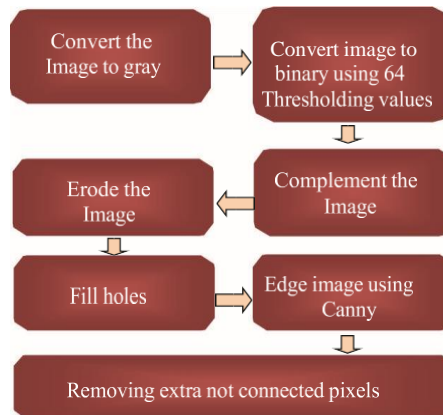 Convert the
Image to gray
Convert image to
binary using 64
Thresholding values
Complement the
Image
Erode the
Image
Fill holes
Edge image using
Canny
Removing extra not connected pixels